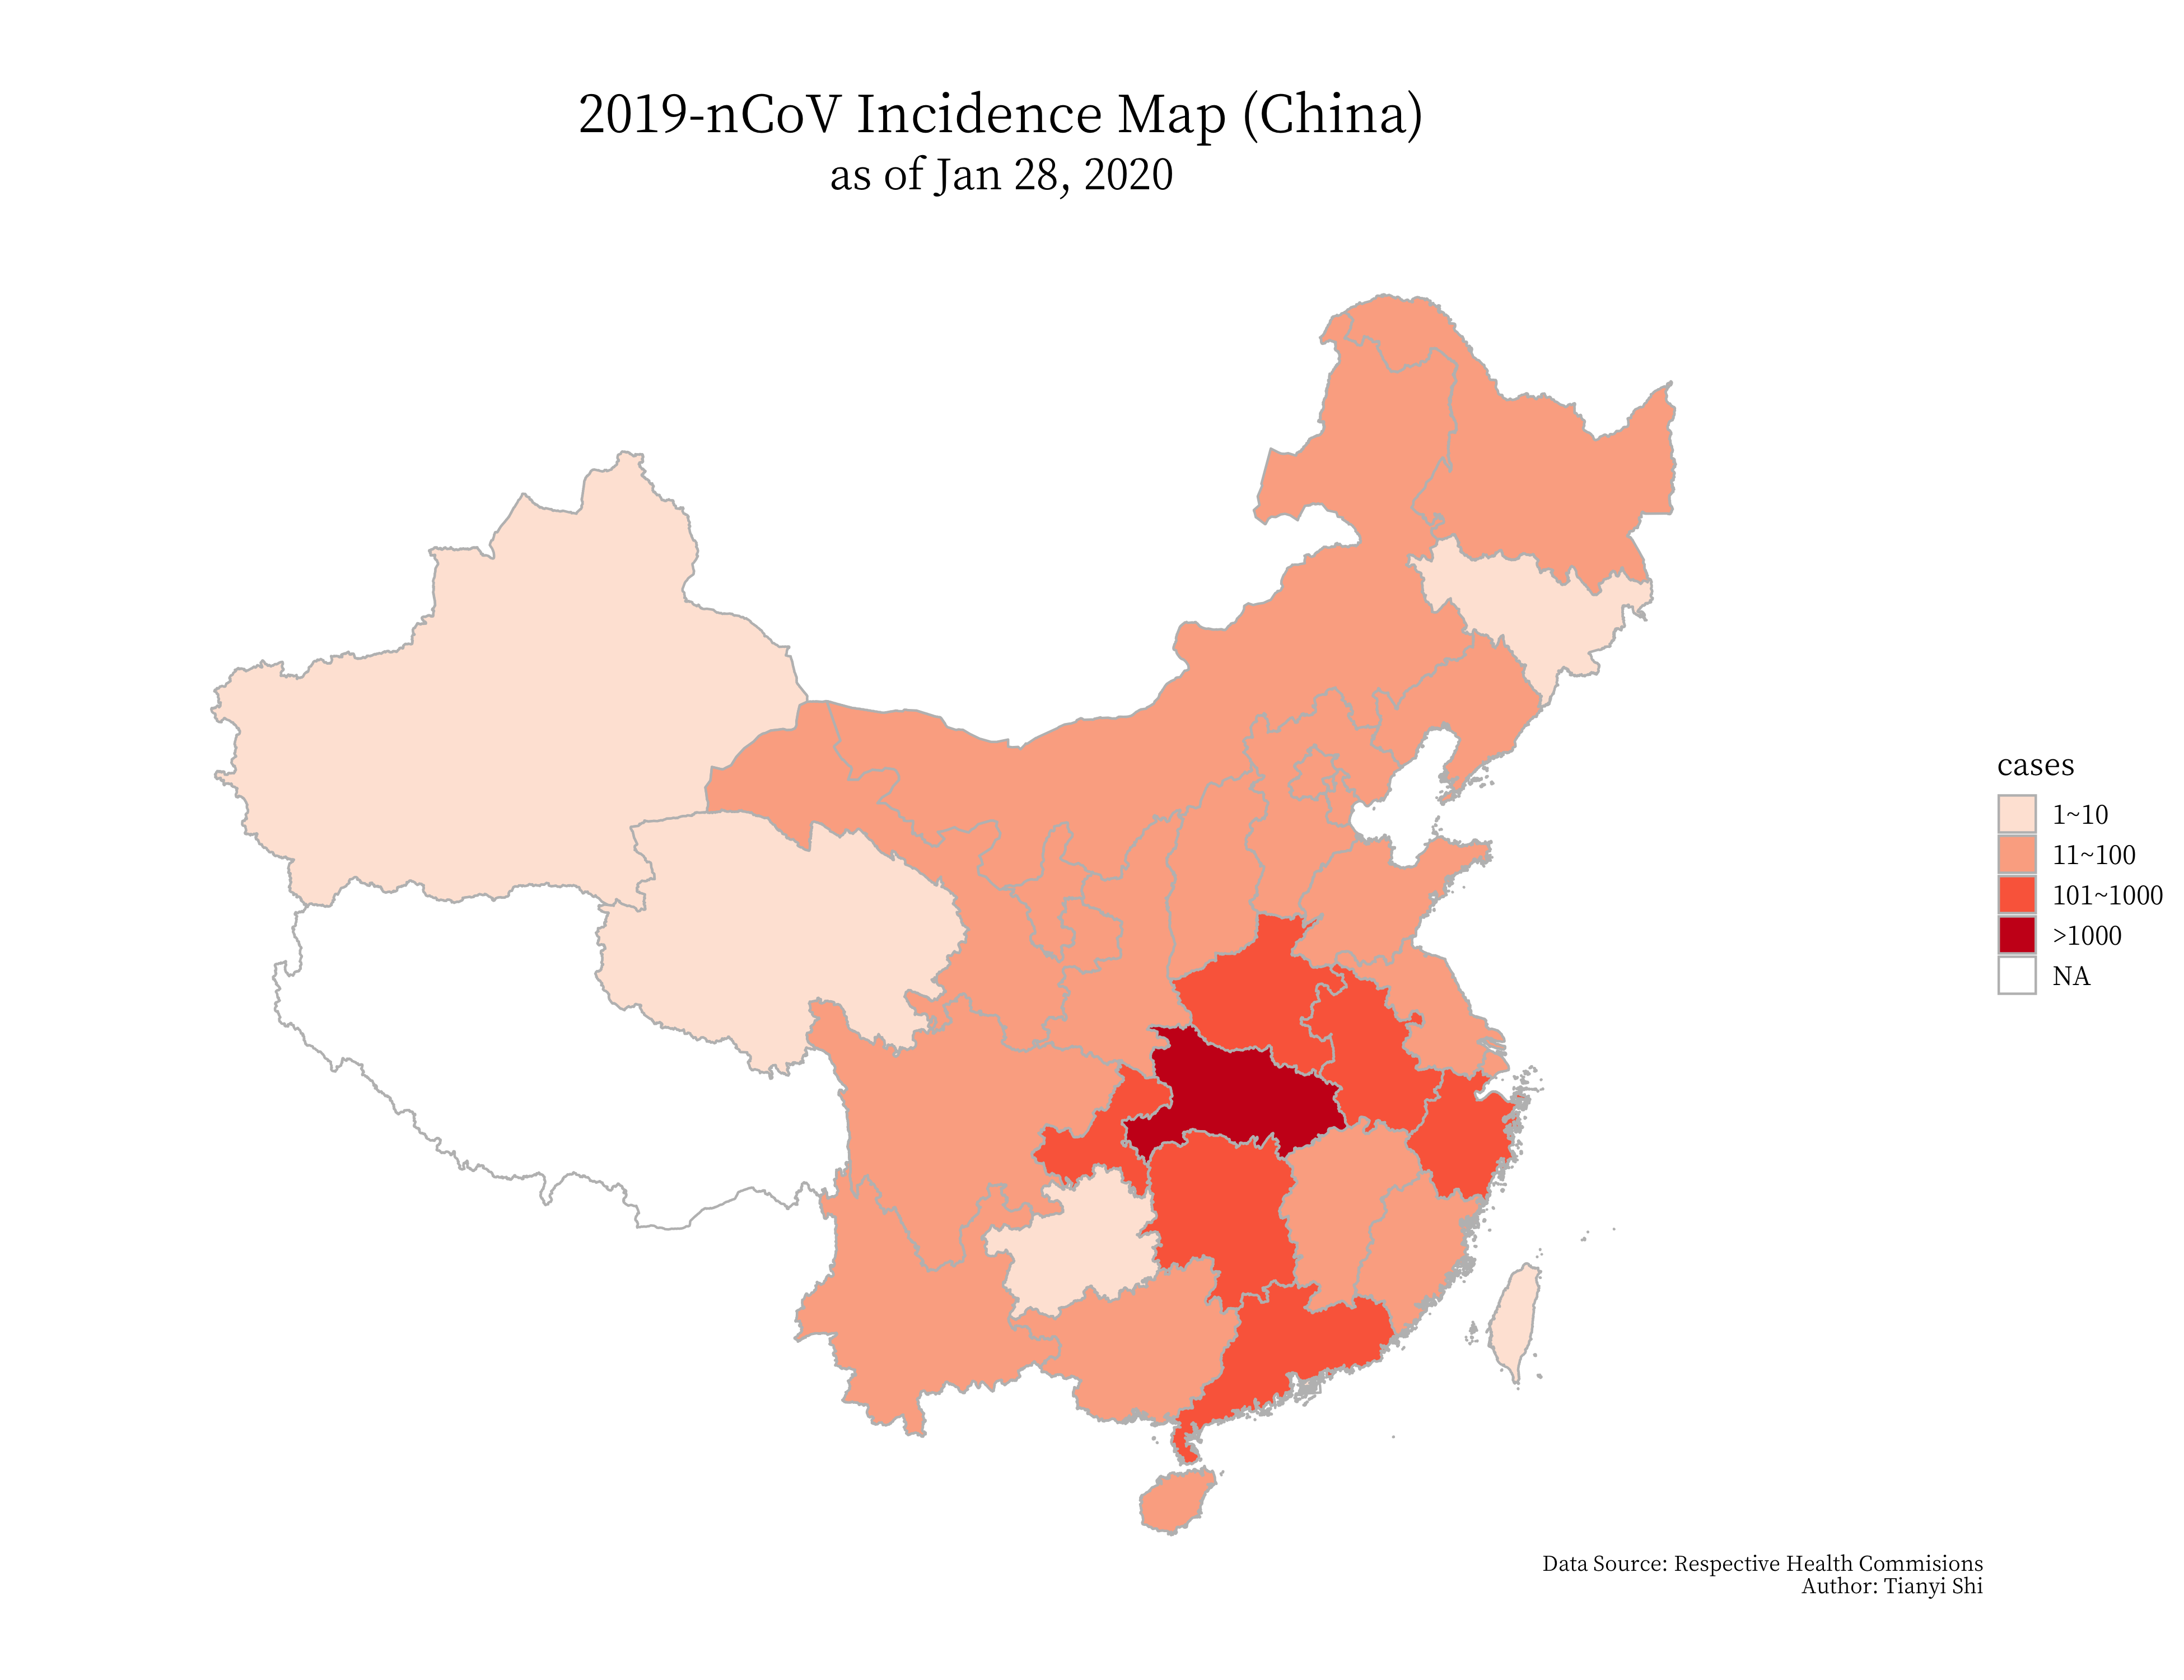 2019-nCoV Incidence Map (China)
as of Jan 28, 2020
cases
1~10
11~100
101~1000
>1000
NA
Data Source: Respective Health Commisions
Author: Tianyi Shi